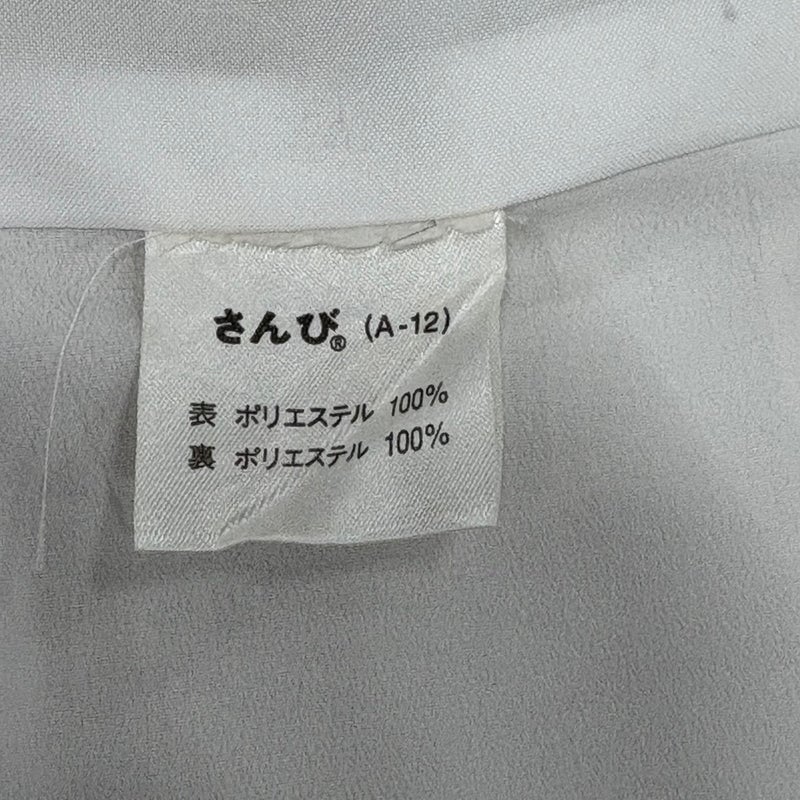 さんび® (A-12)
表 ポリエステル 100%
裏 ポリエステル 100%